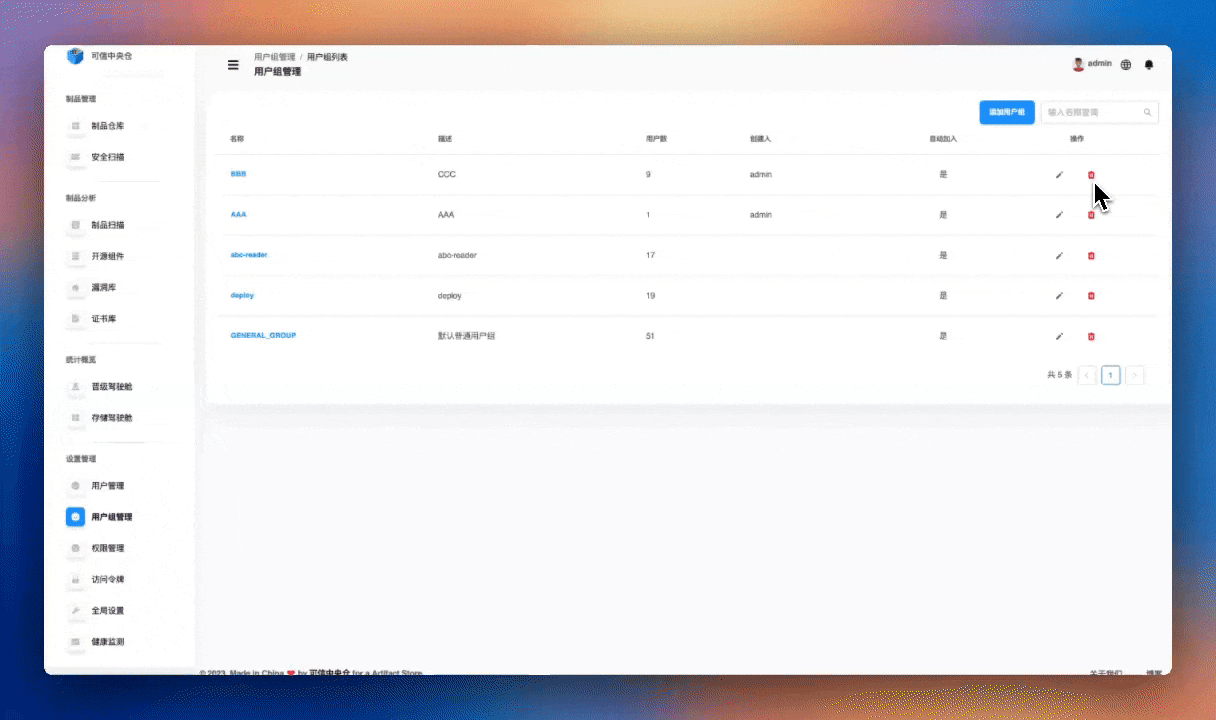 可信中央仓
制品管理
制品仓库
安全扫描
制品分析
制品扫描
开源组件
漏洞库
证书库
统计概览
晋级驾驶舱
存储驾驶舱
设置管理
用户管理
用户组管理
权限管理
访问令牌
全局设置
健康监测
用户组管理 / 用户组列表
用户组管理
admin
添加用户组
输入名称查询
名称 描述 用户数 创建人 自动加入 操作
BBB CCC 9 admin 是
AAA AAA 1 admin 是
abc-reader abc-reader 17 是
deploy deploy 19 是
GENERAL_GROUP 默认普通用户组 51 是
共 5 条 < 1 >
© 2023, Made in China ❤ by 可信中央仓 for a Artifact Store.
关于我们 博客